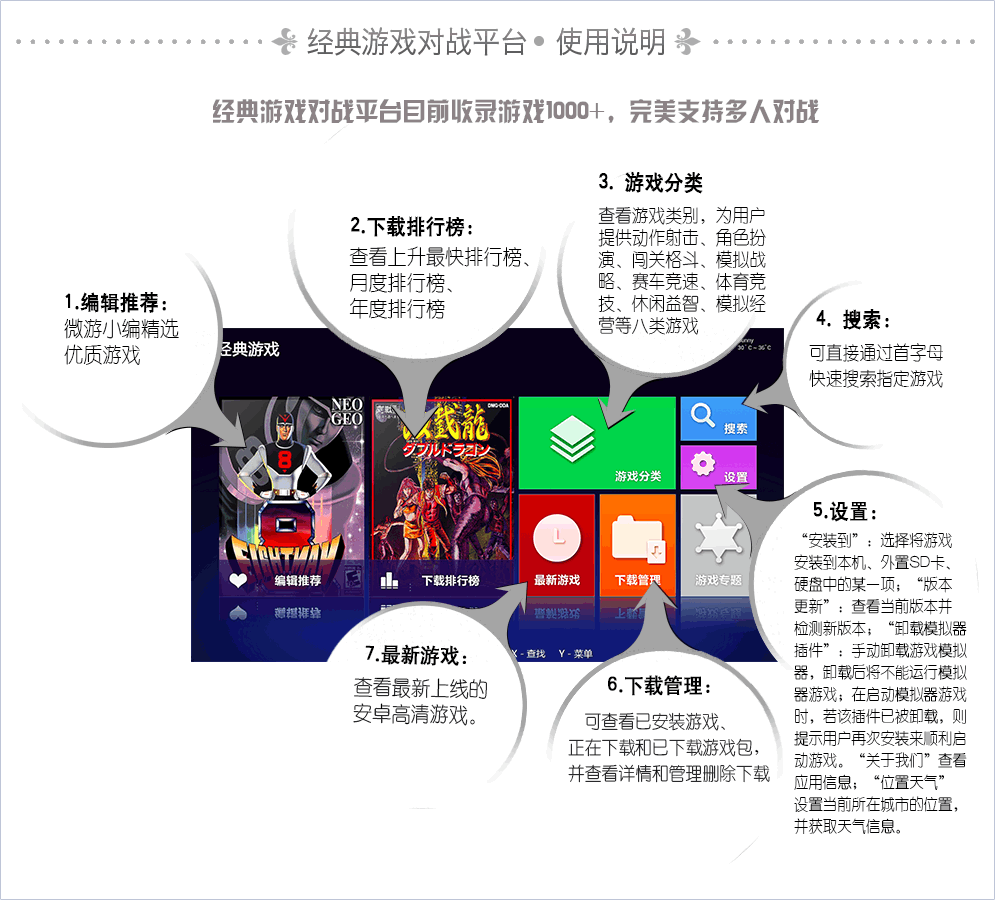 经典游戏对战平台•使用说明
经典游戏对战平台目前收录游戏1000+，完美支持多人对战
1.编辑推荐：
微游小编精选
优质游戏
2.下载排行榜：
查看上升最快排行榜、
月度排行榜、
年度排行榜
3. 游戏分类
查看游戏类别，为用户
提供动作射击、角色扮
演、闯关格斗、模拟战
略、赛车竞速、体育竞
技、休闲益智、模拟经
营等八类游戏
4. 搜索：
可直接通过首字母
快速搜索指定游戏
经典游戏
30°C~35°C
NEO
GEO
DMG-DDA
双截龍
ダブルドラゴン
搜索
游戏分类
设置
EIGHTMAN
编辑推荐
下载排行榜
最新游戏
下载管理
游戏专题
X - 查找 Y - 菜单
5.设置：
“安装到”：选择将游戏
安装到本机、外置SD卡、
硬盘中的某一项；“版本
更新”：查看当前版本并
检测新版本；“卸载模拟器
插件”：手动卸载游戏模拟
器，卸载后将不能运行模拟
器游戏；在启动模拟器游戏
时，若该插件已被卸载，则
提示用户再次安装来顺利启
动游戏。“关于我们”查看
应用信息；“位置天气”
设置当前所在城市的位置，
并获取天气信息。
6.下载管理：
可查看已安装游戏、
正在下载和已下载游戏包，
并查看详情和管理删除下载
7.最新游戏：
查看最新上线的
安卓高清游戏。